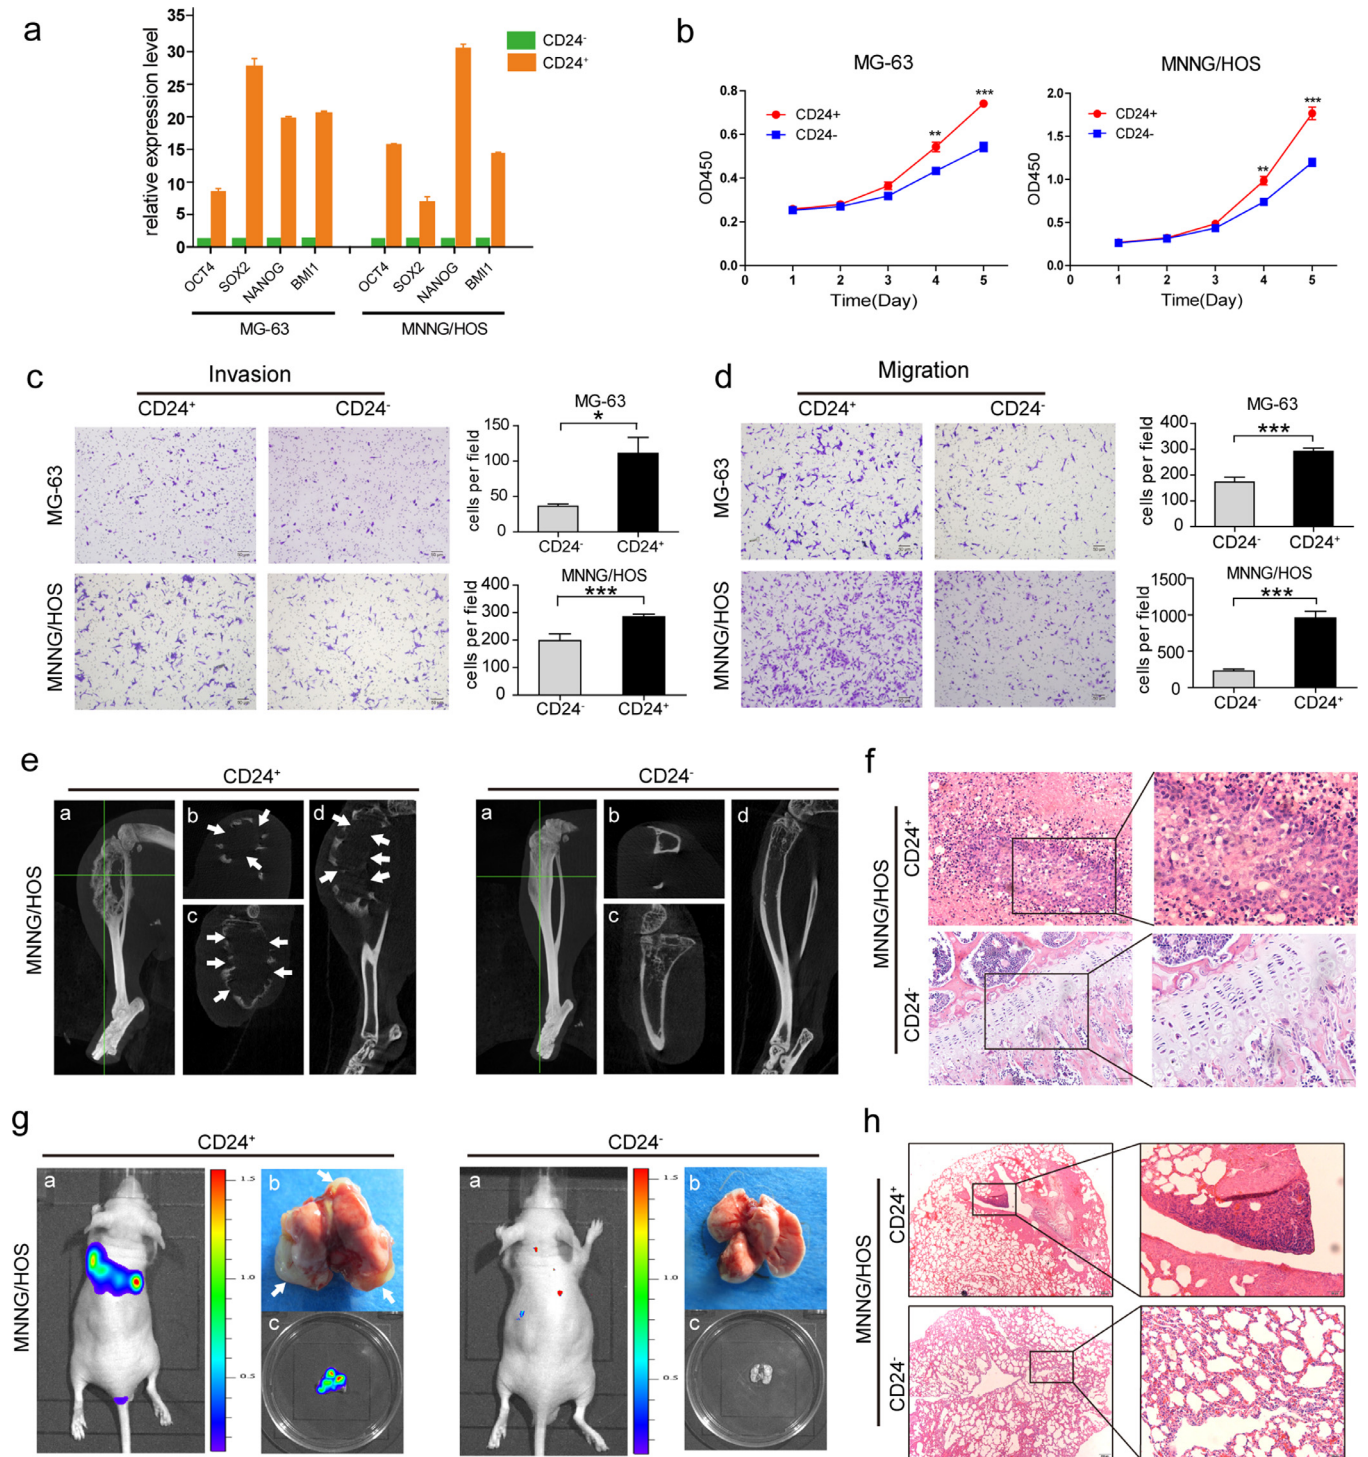 a
relative expression level
35
30
25
20
15
10
5
0
CD24-
CD24+
OCT4
SOX2
NANOG
BMI1
OCT4
SOX2
NANOG
BMI1
MG-63
MNNG/HOS
b
MG-63
OD450
0.8
0.6
0.4
0.2
0.0
CD24+
CD24-
**
***
0 1 2 3 4 5
Time(Day)
MNNG/HOS
OD450
2.0
1.5
1.0
0.5
0.0
CD24+
CD24-
**
***
0 1 2 3 4 5
Time(Day)
c
Invasion
CD24+ CD24-
MG-63
MNNG/HOS
MG-63
cells per field
150
100
50
0
*
CD24- CD24+
MNNG/HOS
cells per field
400
300
200
100
0
***
CD24- CD24+
d
Migration
CD24+ CD24-
MG-63
MNNG/HOS
MG-63
cells per field
400
300
200
100
0
***
CD24- CD24+
MNNG/HOS
cells per field
1500
1000
500
0
***
CD24- CD24+
e
CD24+
CD24-
MNNG/HOS
a
b
c
d
a
b
c
d
f
MNNG/HOS
CD24+
CD24-
g
CD24+
CD24-
MNNG/HOS
a
1.5
1.0
0.5
b
c
a
1.5
1.0
0.5
b
c
h
MNNG/HOS
CD24+
CD24-